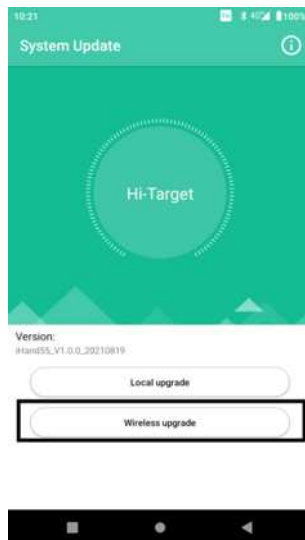 10:21
100%
System Update
Hi-Target
Version:
iHand55_V1.0.0_20210819
Local upgrade
Wireless upgrade